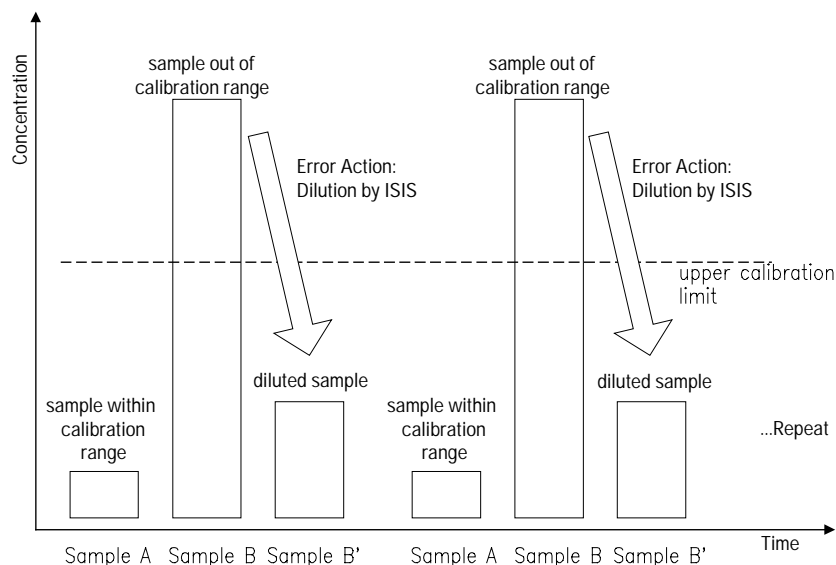 Concentration
sample out of
calibration range
sample out of
calibration range
Error Action:
Dilution by ISIS
Error Action:
Dilution by ISIS
upper calibration
limit
diluted sample
diluted sample
sample within
calibration
range
sample within
calibration
range
...Repeat
Time
Sample A Sample B Sample B' Sample A Sample B Sample B'